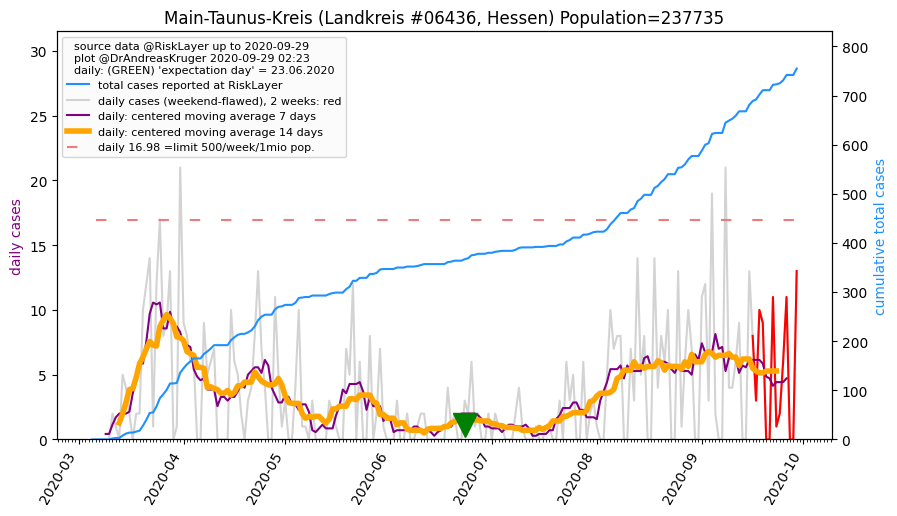 Main-Taunus-Kreis (Landkreis #06436, Hessen) Population=237735
source data @RiskLayer up to 2020-09-29
plot @DrAndreasKruger 2020-09-29 02:23
daily: (GREEN) 'expectation day' = 23.06.2020
total cases reported at RiskLayer
daily cases (weekend-flawed), 2 weeks: red
daily: centered moving average 7 days
daily: centered moving average 14 days
daily 16.98 =limit 500/week/1mio pop.
daily cases
30
25
20
15
10
5
0
cumulative total cases
800
700
600
500
400
300
200
100
0
2020-03
2020-04
2020-05
2020-06
2020-07
2020-08
2020-09
2020-10